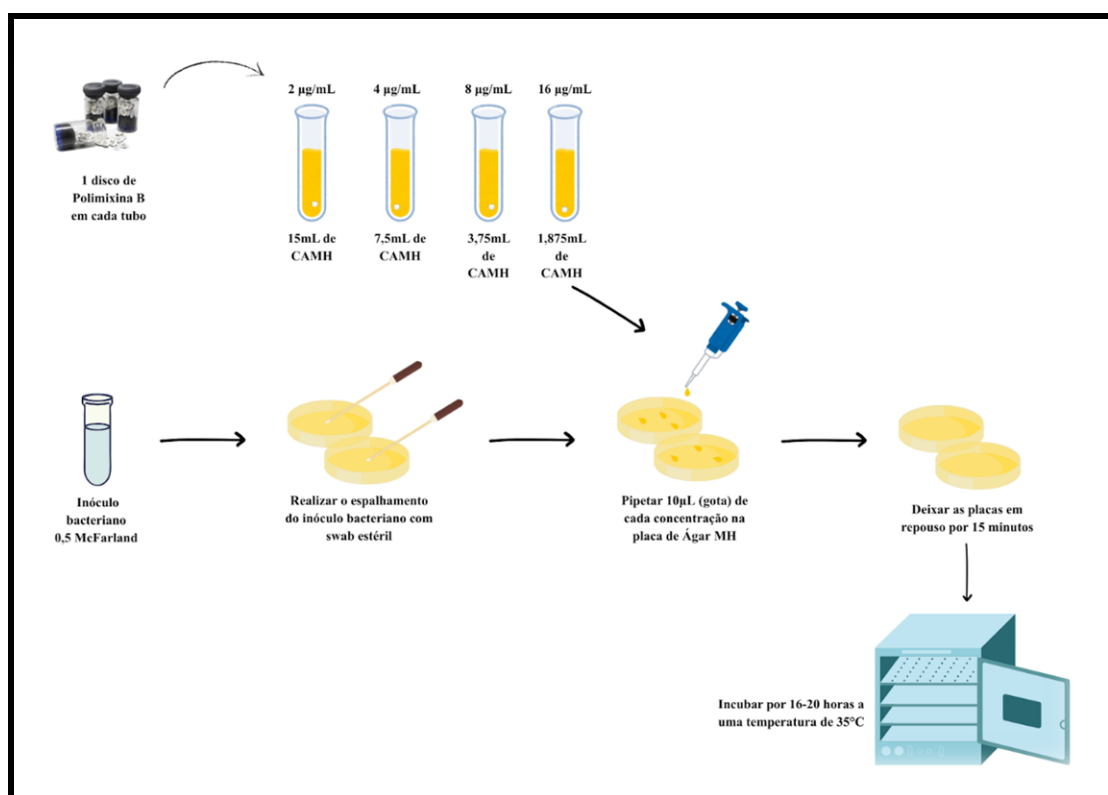 2 µg/mL
4 µg/mL
8 µg/mL
16 µg/mL
1 disco de
Polimixina B
em cada tubo
15mL de
CAMH
7,5mL de
CAMH
3,75mL
de
CAMH
1,875mL
de
CAMH
Inóculo
bacteriano
0,5 McFarland
Realizar o espalhamento
do inóculo bacteriano com
swab estéril
Pipetar 10µL (gota) de
cada concentração na
placa de Ágar MH
Deixar as placas em
repouso por 15 minutos
Incubar por 16-20 horas a
uma temperatura de 35°C